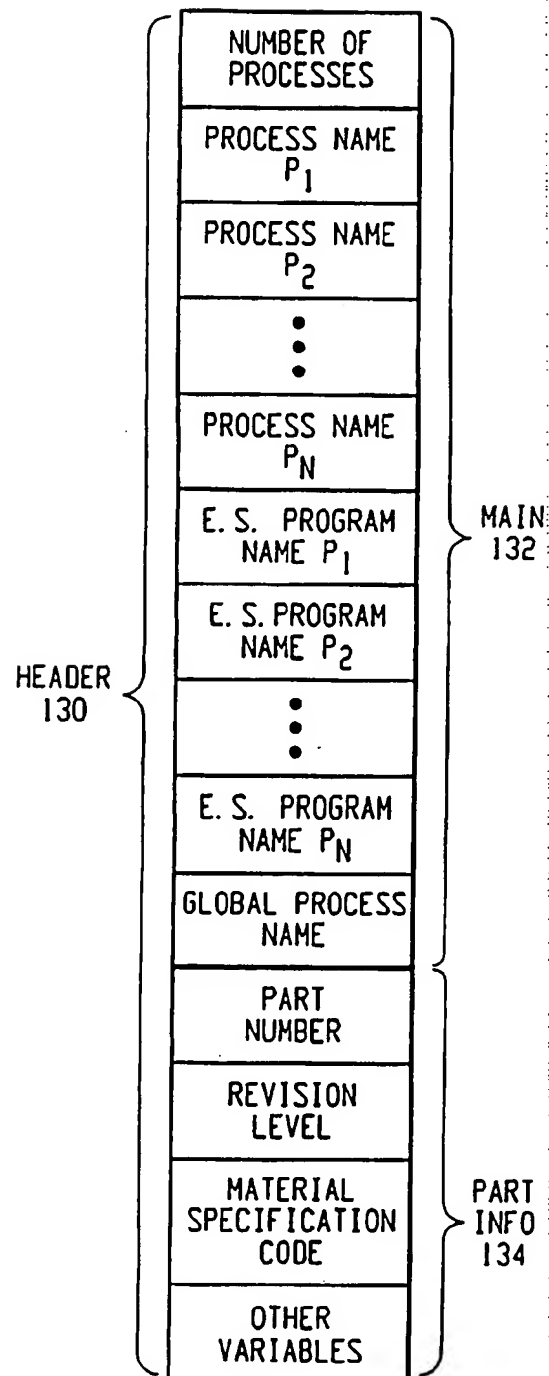 NUMBER OF
PROCESSES
PROCESS NAME
P1
PROCESS NAME
P2
PROCESS NAME
PN
E. S. PROGRAM
NAME P1
E. S. PROGRAM
NAME P2
E. S. PROGRAM
NAME PN
GLOBAL PROCESS
NAME
PART
NUMBER
REVISION
LEVEL
MATERIAL
SPECIFICATION
CODE
OTHER
VARIABLES
HEADER
130
MAIN
132
PART
INFO
134